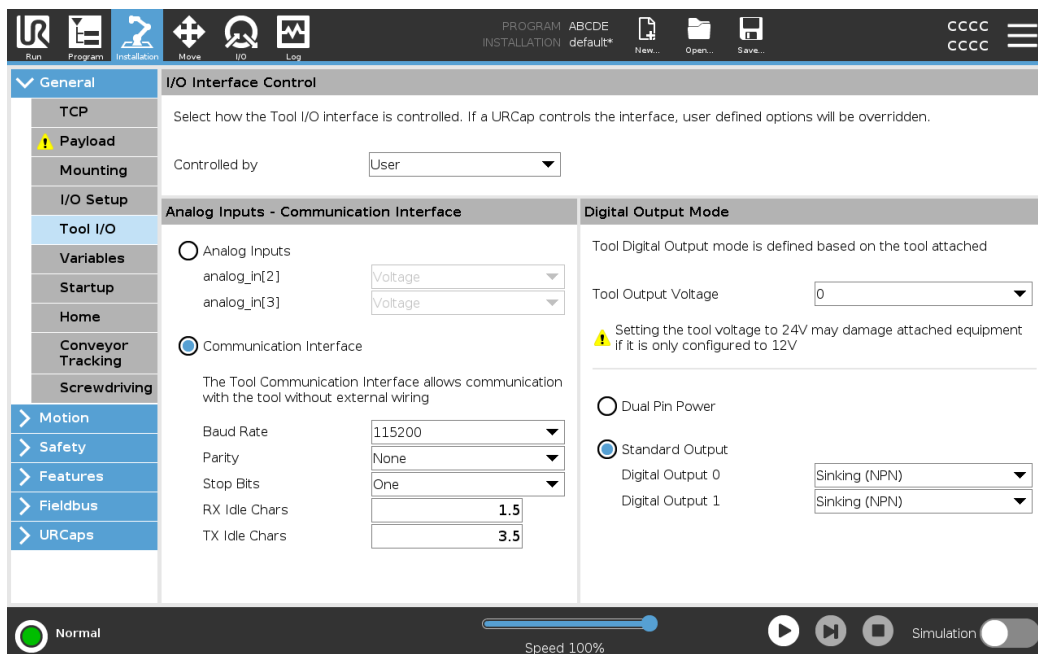 PROGRAM ABCDE
INSTALLATION default*
CCCC
CCCC
Run Program Installation Move I/O Log New... Open... Save...
General
TCP
Payload
Mounting
I/O Setup
Tool I/O
Variables
Startup
Home
Conveyor
Tracking
Screwdriving
Motion
Safety
Features
Fieldbus
URCaps
I/O Interface Control
Select how the Tool I/O interface is controlled. If a URCap controls the interface, user defined options will be overridden.
Controlled by User
Analog Inputs - Communication Interface
Analog Inputs
analog_in[2] Voltage
analog_in[3] Voltage
Communication Interface
The Tool Communication Interface allows communication
with the tool without external wiring
Baud Rate 115200
Parity None
Stop Bits One
RX Idle Chars 1.5
TX Idle Chars 3.5
Digital Output Mode
Tool Digital Output mode is defined based on the tool attached
Tool Output Voltage 0
Setting the tool voltage to 24V may damage attached equipment
if it is only configured to 12V
Dual Pin Power
Standard Output
Digital Output 0 Sinking (NPN)
Digital Output 1 Sinking (NPN)
Normal
Speed 100%
Simulation